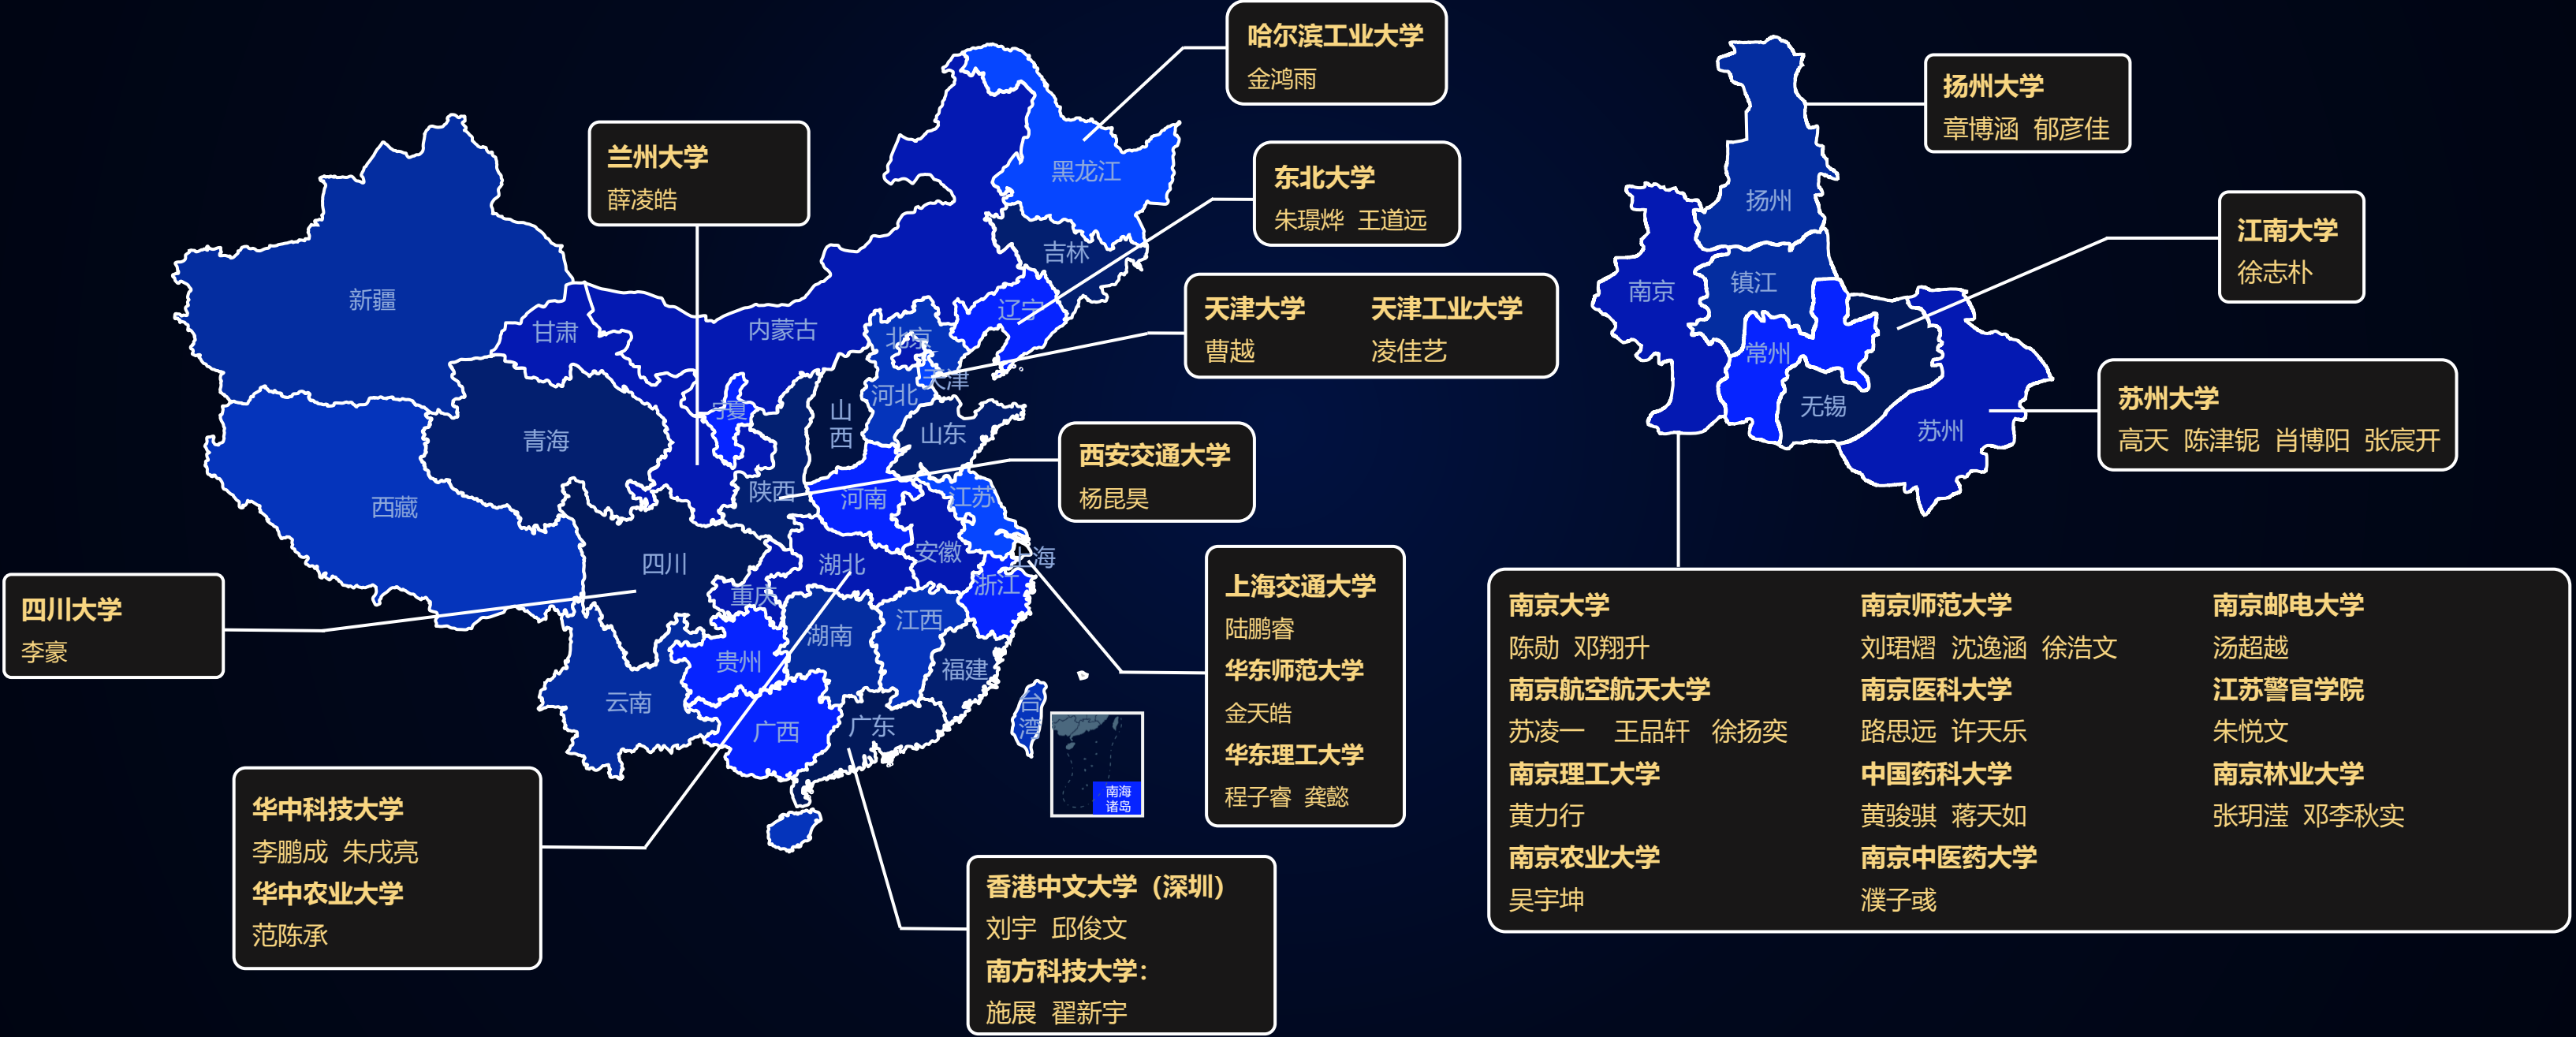 哈尔滨工业大学
金鸿雨
兰州大学
薛凌皓
东北大学
朱璟烨 王道远
天津大学 天津工业大学
曹越 凌佳艺
西安交通大学
杨昆昊
上海交通大学
陆鹏睿
华东师范大学
金天皓
华东理工大学
程子睿 龚懿
四川大学
李豪
华中科技大学
李鹏成 朱戌亮
华中农业大学
范陈承
香港中文大学（深圳）
刘宇 邱俊文
南方科技大学：
施展 翟新宇
黑龙江
吉林
辽宁
新疆
甘肃
内蒙古
北京
天津
河北
宁夏
山西
山东
青海
陕西
河南
江苏
西藏
四川
湖北
安徽
上海
重庆
浙江
湖南
江西
贵州
福建
云南
广西
广东
台湾
南海
诸岛
扬州大学
章博涵 郁彦佳
江南大学
徐志朴
苏州大学
高天 陈津铌 肖博阳 张宸开
扬州
南京
镇江
常州
无锡
苏州
南京大学 南京师范大学 南京邮电大学
陈勋 邓翔升 刘珺熠 沈逸涵 徐浩文 汤超越
南京航空航天大学 南京医科大学 江苏警官学院
苏凌一 王品轩 徐扬奕 路思远 许天乐 朱悦文
南京理工大学 中国药科大学 南京林业大学
黄力行 黄骏骐 蒋天如 张玥滢 邓李秋实
南京农业大学 南京中医药大学
吴宇坤 濮子彧